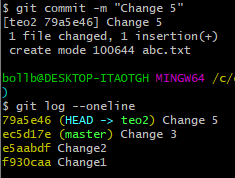 $ git commit -m "Change 5"
[teo2 79a5e46] Change 5
 1 file changed, 1 insertion(+)
 create mode 100644 abc.txt
bollb@DESKTOP-ITAOTGH MINGW64 /c/
)
$ git log --oneline
79a5e46 (HEAD -> teo2) Change 5
ec5d17e (master) Change 3
e5aabdf Change2
f930caa Change1